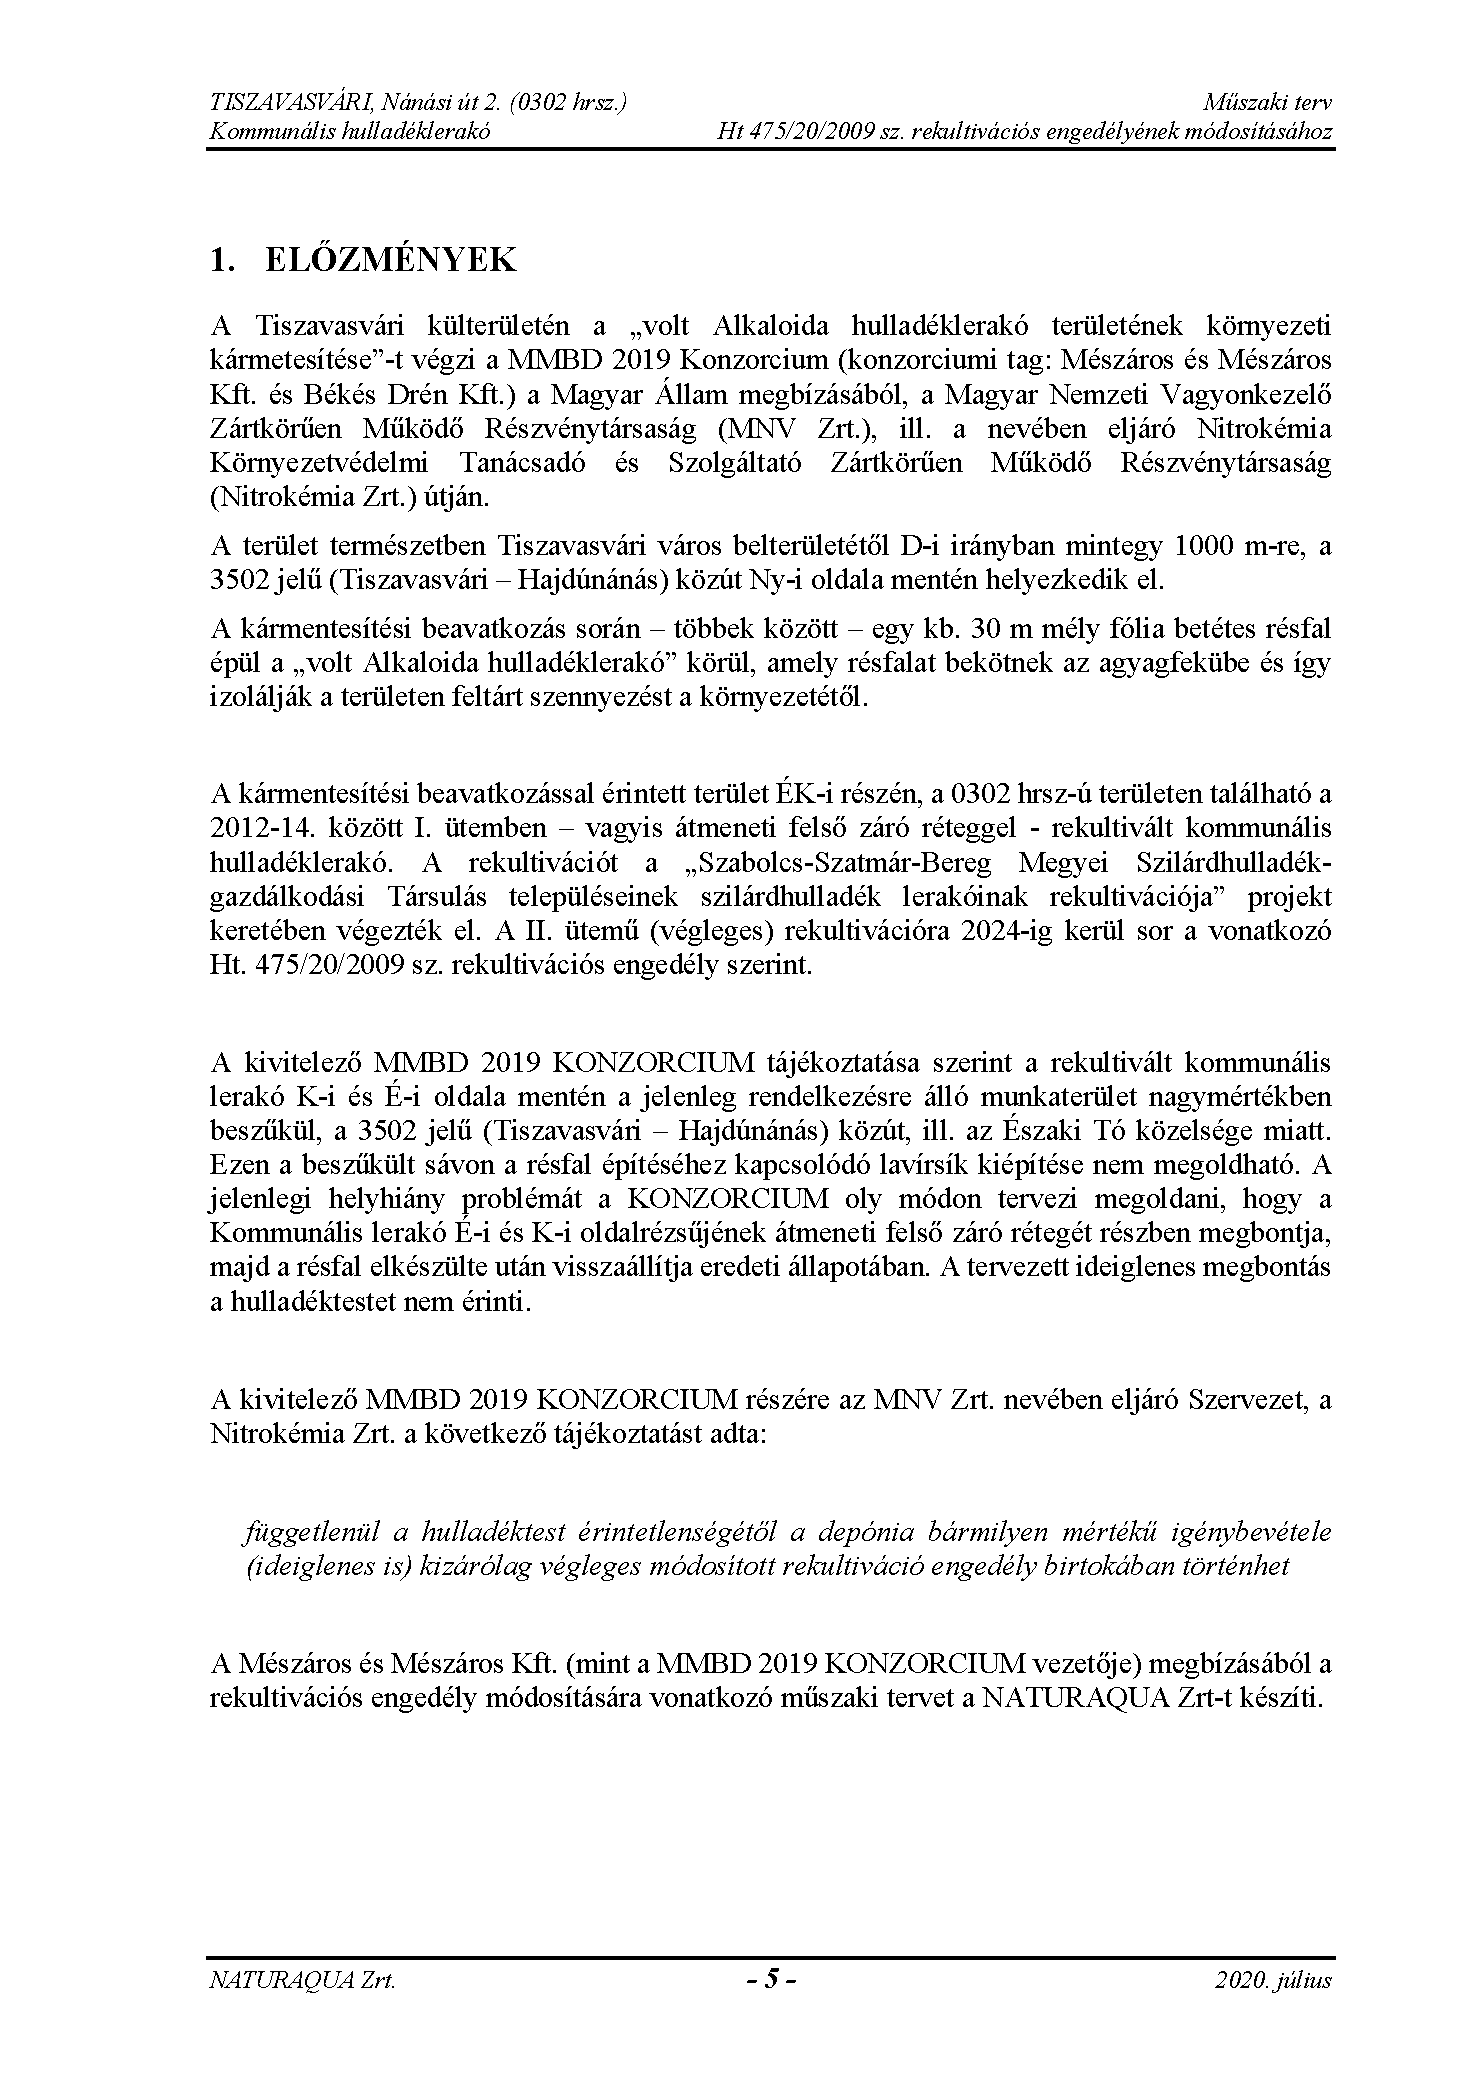 TISZAVASVÁRI, Nánási út 2. (0302 hrsz.) Műszaki terv
Kommunális hulladéklerakó Ht 475/20/2009 sz. rekultivációs engedélyének módosításához
1. ELŐZMÉNYEK
A Tiszavasvári külterületén a „volt Alkaloida hulladéklerakó területének környezeti
kármetesítése”-t végzi a MMBD 2019 Konzorcium (konzorciumi tag: Mészáros és Mészáros
Kft. és Békés Drén Kft.) a Magyar Állam megbízásából, a Magyar Nemzeti Vagyonkezelő
Zártkörűen Működő Részvénytársaság (MNV Zrt.), ill. a nevében eljáró Nitrokémia
Környezetvédelmi Tanácsadó és Szolgáltató Zártkörűen Működő Részvénytársaság
(Nitrokémia Zrt.) útján.
A terület természetben Tiszavasvári város belterületétől D-i irányban mintegy 1000 m-re, a
3502 jelű (Tiszavasvári – Hajdúnánás) közút Ny-i oldala mentén helyezkedik el.
A kármentesítési beavatkozás során – többek között – egy kb. 30 m mély fólia betétes résfal
épül a „volt Alkaloida hulladéklerakó” körül, amely résfalat bekötnek az agyagfekübe és így
izolálják a területen feltárt szennyezést a környezetétől.
A kármentesítési beavatkozással érintett terület ÉK-i részén, a 0302 hrsz-ú területen található a
2012-14. között I. ütemben – vagyis átmeneti felső záró réteggel - rekultivált kommunális
hulladéklerakó. A rekultivációt a „Szabolcs-Szatmár-Bereg Megyei Szilárdhulladék-
gazdálkodási Társulás településeinek szilárdhulladék lerakóinak rekultivációja” projekt
keretében végezték el. A II. ütemű (végleges) rekultivációra 2024-ig kerül sor a vonatkozó
Ht. 475/20/2009 sz. rekultivációs engedély szerint.
A kivitelező MMBD 2019 KONZORCIUM tájékoztatása szerint a rekultivált kommunális
lerakó K-i és É-i oldala mentén a jelenleg rendelkezésre álló munkaterület nagymértékben
beszűkül, a 3502 jelű (Tiszavasvári – Hajdúnánás) közút, ill. az Északi Tó közelsége miatt.
Ezen a beszűkült sávon a résfal építéséhez kapcsolódó lavírsík kiépítése nem megoldható. A
jelenlegi helyhiány problémát a KONZORCIUM oly módon tervezi megoldani, hogy a
Kommunális lerakó É-i és K-i oldalrézsűjének átmeneti felső záró rétegét részben megbontja,
majd a résfal elkészülte után visszaállítja eredeti állapotában. A tervezett ideiglenes megbontás
a hulladéktestet nem érinti.
A kivitelező MMBD 2019 KONZORCIUM részére az MNV Zrt. nevében eljáró Szervezet, a
Nitrokémia Zrt. a következő tájékoztatást adta:
függetlenül a hulladéktest érintetlenségétől a depónia bármilyen mértékű igénybevétele
(ideiglenes is) kizárólag végleges módosított rekultiváció engedély birtokában történhet
A Mészáros és Mészáros Kft. (mint a MMBD 2019 KONZORCIUM vezetője) megbízásából a
rekultivációs engedély módosítására vonatkozó műszaki tervet a NATURAQUA Zrt-t készíti.
NATURAQUA Zrt. - 5 - 2020. július